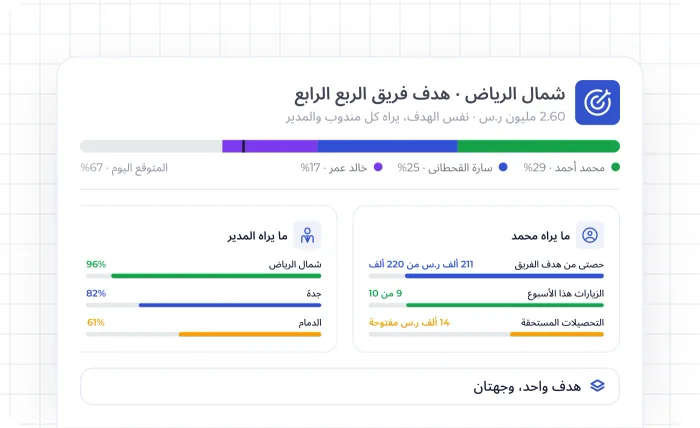 شمال الرياض · هدف فريق الربع الرابع
2.60 مليون ر.س · نفس الهدف، يراه كل مندوب والمدير
محمد أحمد · 29%
سارة القحطاني · 25%
خالد عمر · 17%
المتوقع اليوم · 67%
ما يراه محمد
حصتي من هدف الفريق 211 ألف ر.س من 220 ألف
الزيارات هذا الأسبوع 9 من 10
التحصيلات المستحقة 14 ألف ر.س مفتوحة
ما يراه المدير
شمال الرياض 96%
جدة 82%
الدمام 61%
هدف واحد، وجهتان